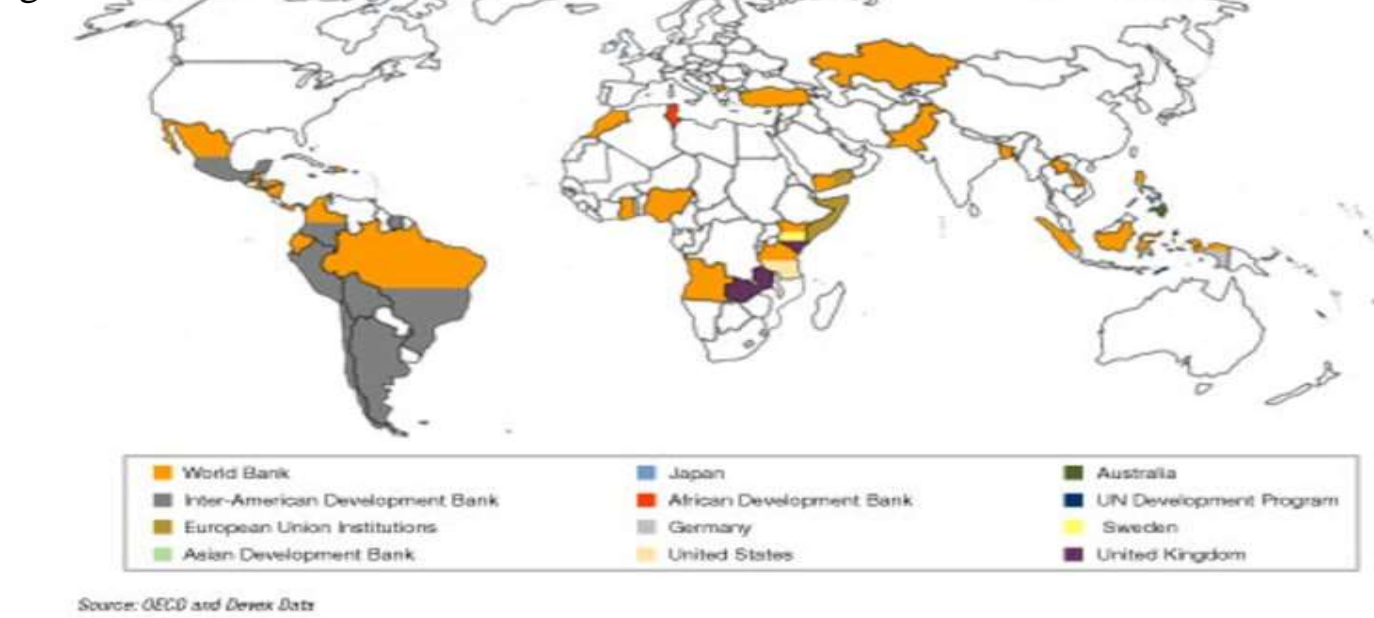 World Bank
Japan
Australia
Inter-American Development Bank
African Development Bank
UN Development Program
European Union Institutions
Germany
Sweden
Asian Development Bank
United States
United Kingdom
Source: OECD and Devex Data